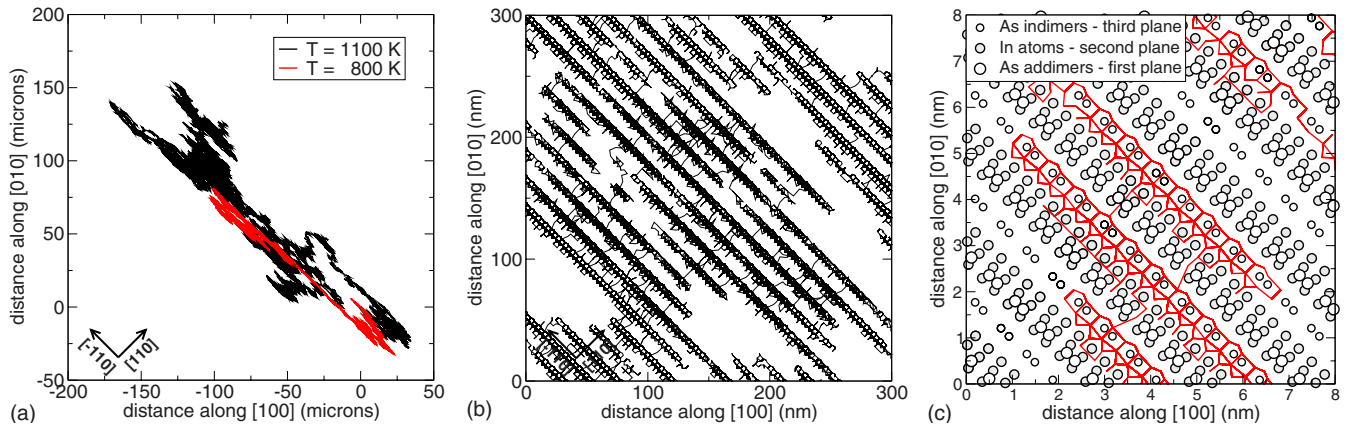 200
150
100
50
0
-50
-200
-150
-100
-50
0
50
distance along [010] (microns)
distance along [100] (microns)
T = 1100 K
T = 800 K
[-110]
[110]
(a)
300
200
100
0
0
100
200
300
distance along [010] (nm)
distance along [100] (nm)
(b)
8
7
6
5
4
3
2
1
0
0
1
2
3
4
5
6
7
8
distance along [010] (nm)
distance along [100] (nm)
As indimers - third plane
In atoms - second plane
As addimers - first plane
(c)